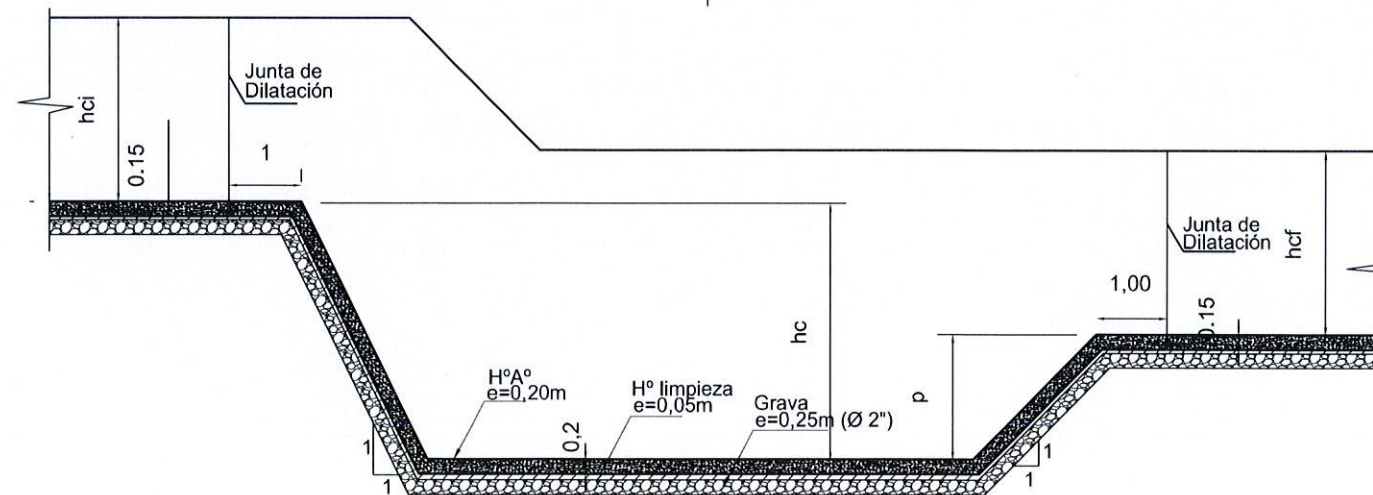 hci
0.15
Junta de
Dilatación
1
hc
HºAº
e=0,20m
0,2
Hº limpieza
e=0,05m
Grava
e=0,25m (Ø 2")
1
1
p
1,00
Junta de
Dilatación
0.15
hcf
1
1